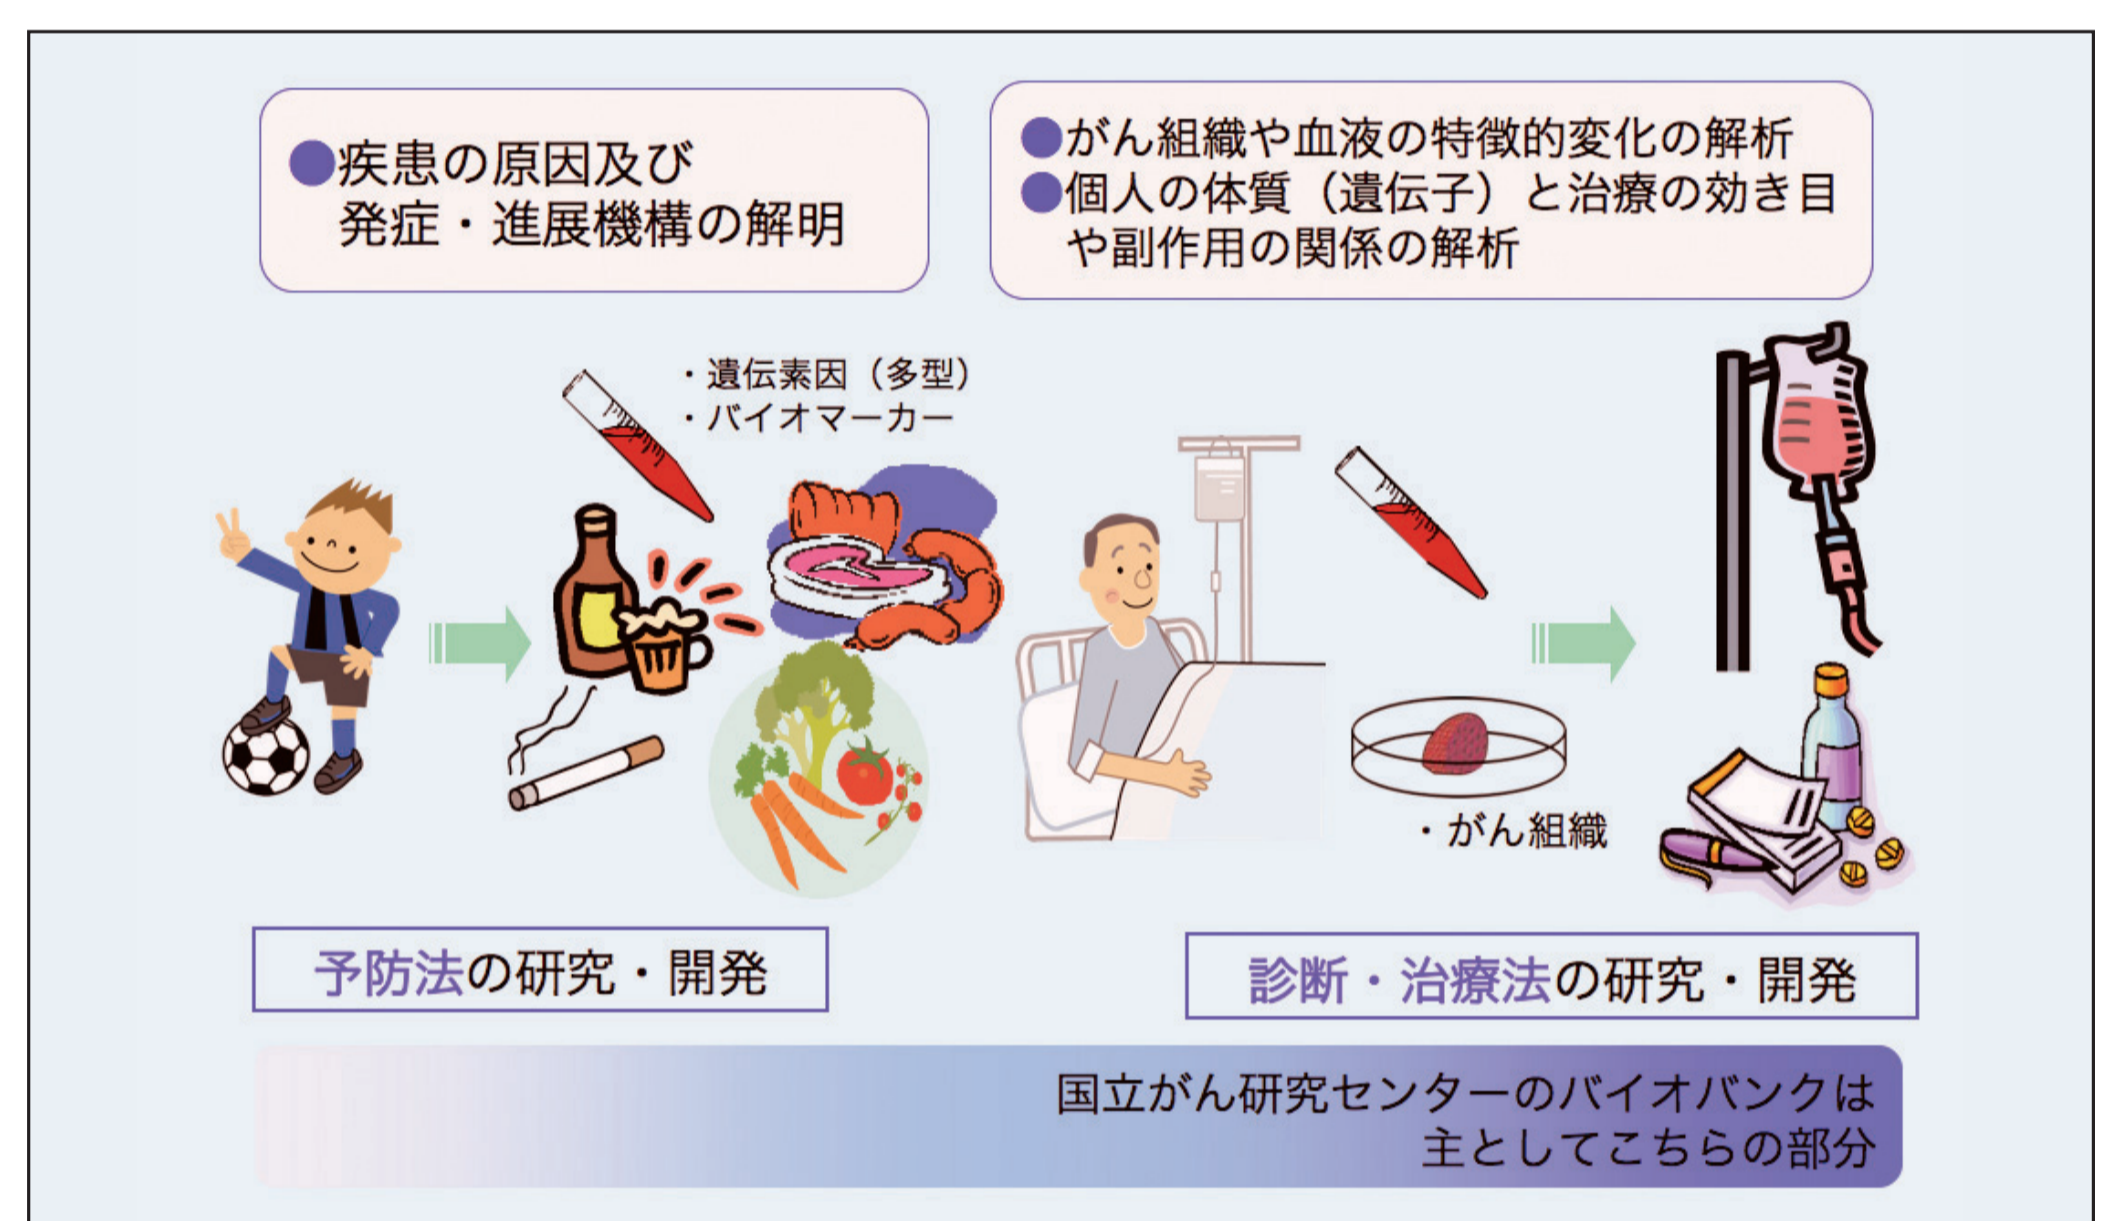 ●疾患の原因及び
発症・進展機構の解明
●がん組織や血液の特徴的変化の解析
●個人の体質（遺伝子）と治療の効き目
や副作用の関係の解析
・遺伝素因（多型）
・バイオマーカー
・がん組織
予防法の研究・開発
診断・治療法の研究・開発
国立がん研究センターのバイオバンクは
主としてこちらの部分